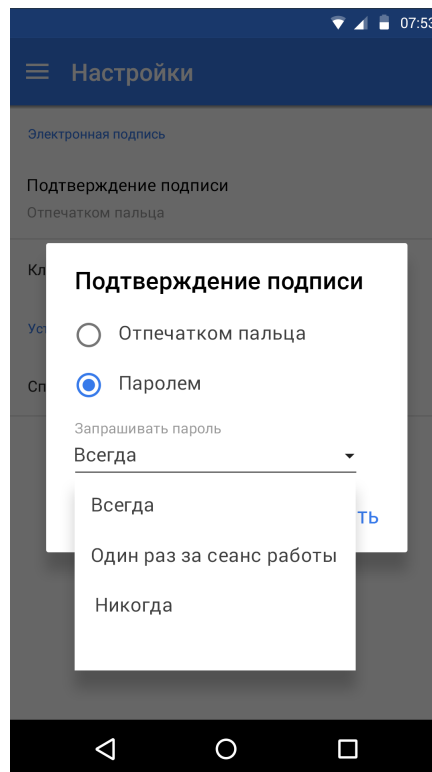 07:53
Настройки
Электронная подпись
Подтверждение подписи
Отпечатком пальца
Подтверждение подписи
Отпечатком пальца
Паролем
Запрашивать пароль
Всегда
Всегда
Один раз за сеанс работы
Никогда